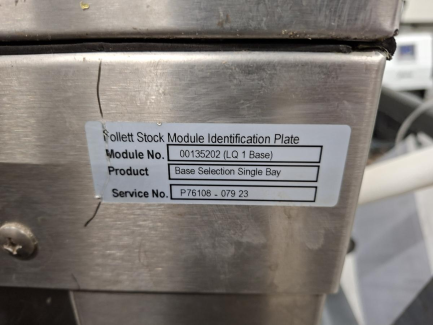 Follett Stock Module Identification Plate
Module No. 00135202 (LQ 1 Base)
Product Base Selection Single Bay
Service No. P76108 - 079 23